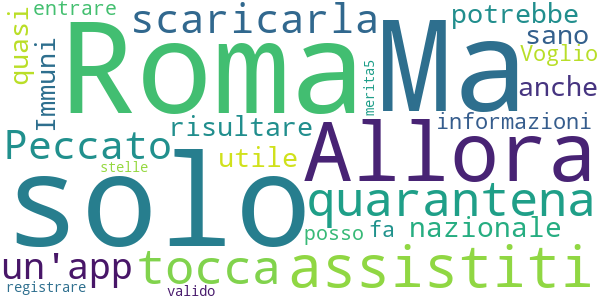 entrare
scaricarla
potrebbe
quasi
Immuni
Roma
Ma
sano
Voglio
anche
merita5
informazioni
risultare
Peccato
Allora
utile
stelle
solo
quarantena
posso
fa
nazionale
un'app
tocca
assistiti
registrare
valido